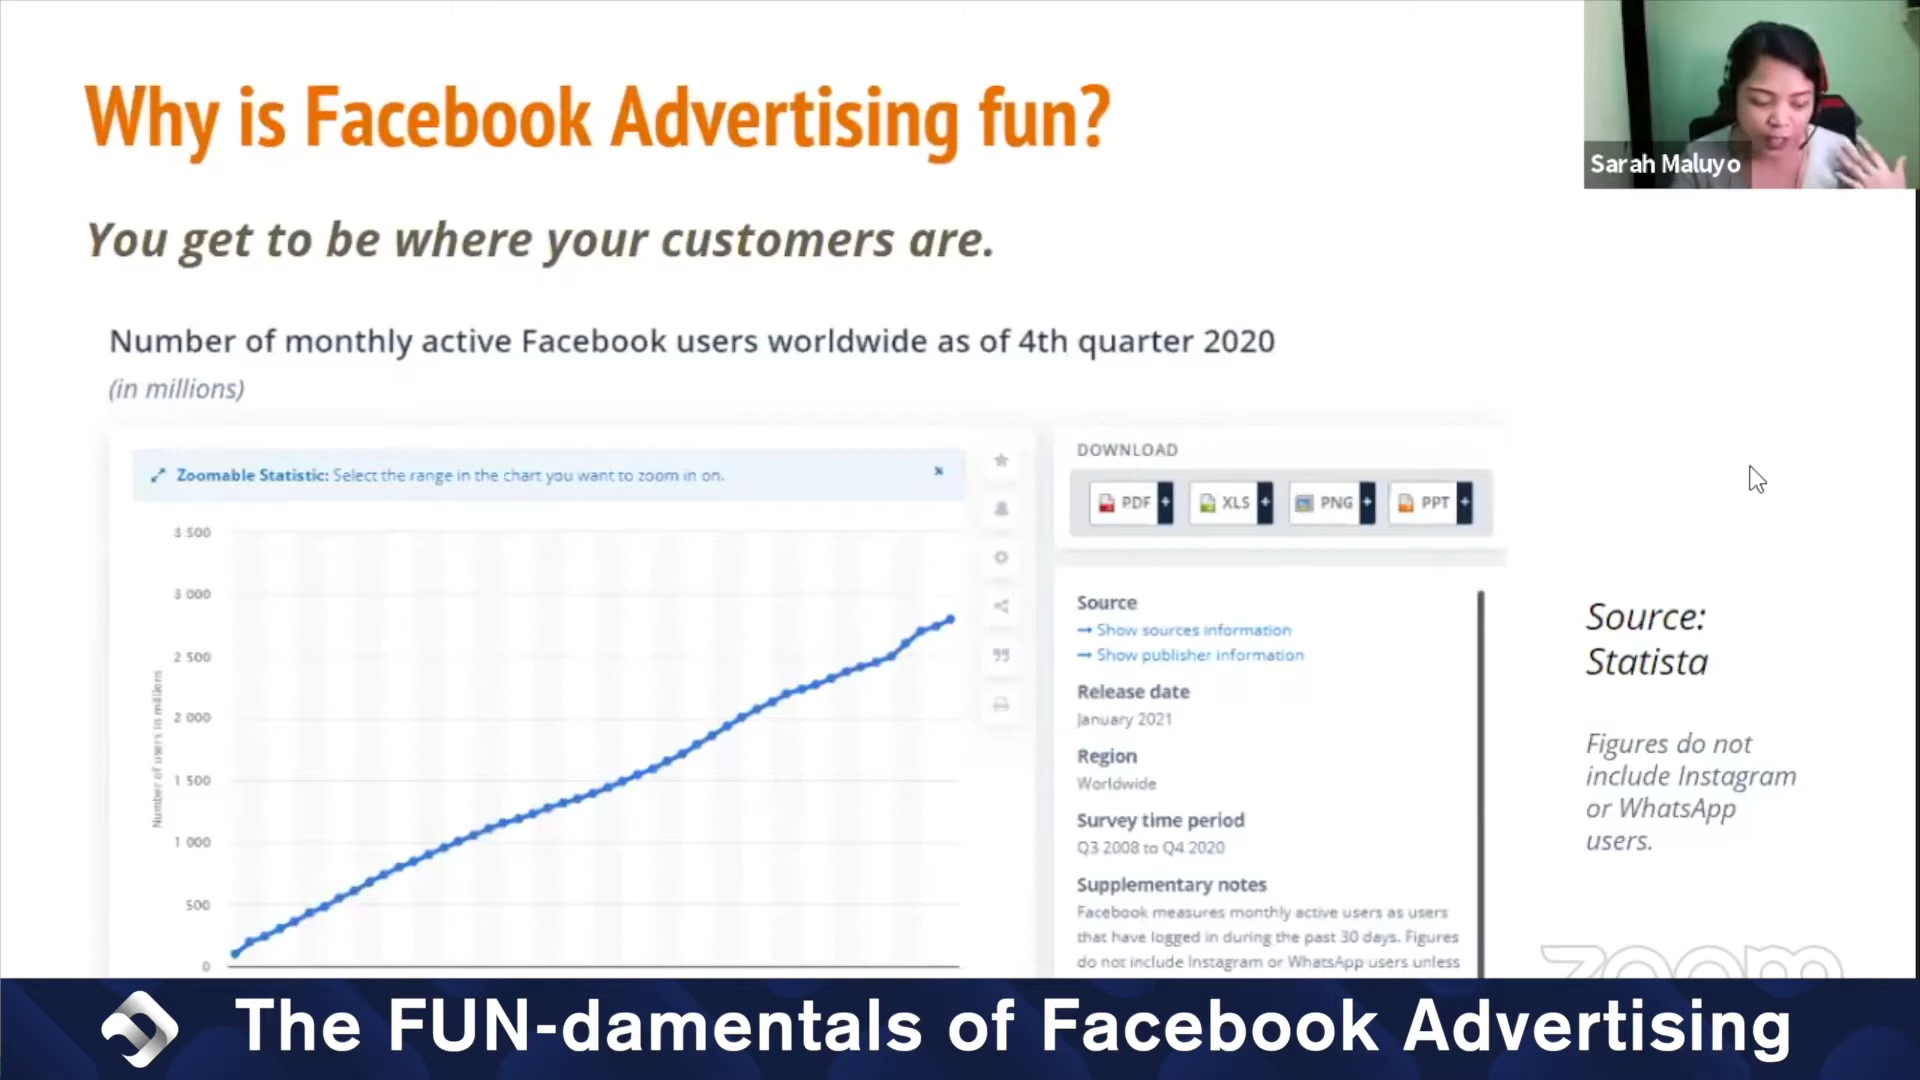 Why is Facebook Advertising fun?
Sarah Maluyo
You get to be where your customers are.
Number of monthly active Facebook users worldwide as of 4th quarter 2020
(in millions)
Zoomable Statistic: Select the range in the chart you want to zoom in on.
3 500
3 000
2 500
2 000
1 500
1 000
500
0
Number of users in millions
DOWNLOAD
PDF +
XLS +
PNG +
PPT +
Source
→ Show sources information
→ Show publisher information
Release date
January 2021
Region
Worldwide
Survey time period
Q3 2008 to Q4 2020
Supplementary notes
Facebook measures monthly active users as users
that have logged in during the past 30 days. Figures
do not include Instagram or WhatsApp users unless
Source:
Statista
Figures do not
include Instagram
or WhatsApp
users.
zoom
The FUN-damentals of Facebook Advertising